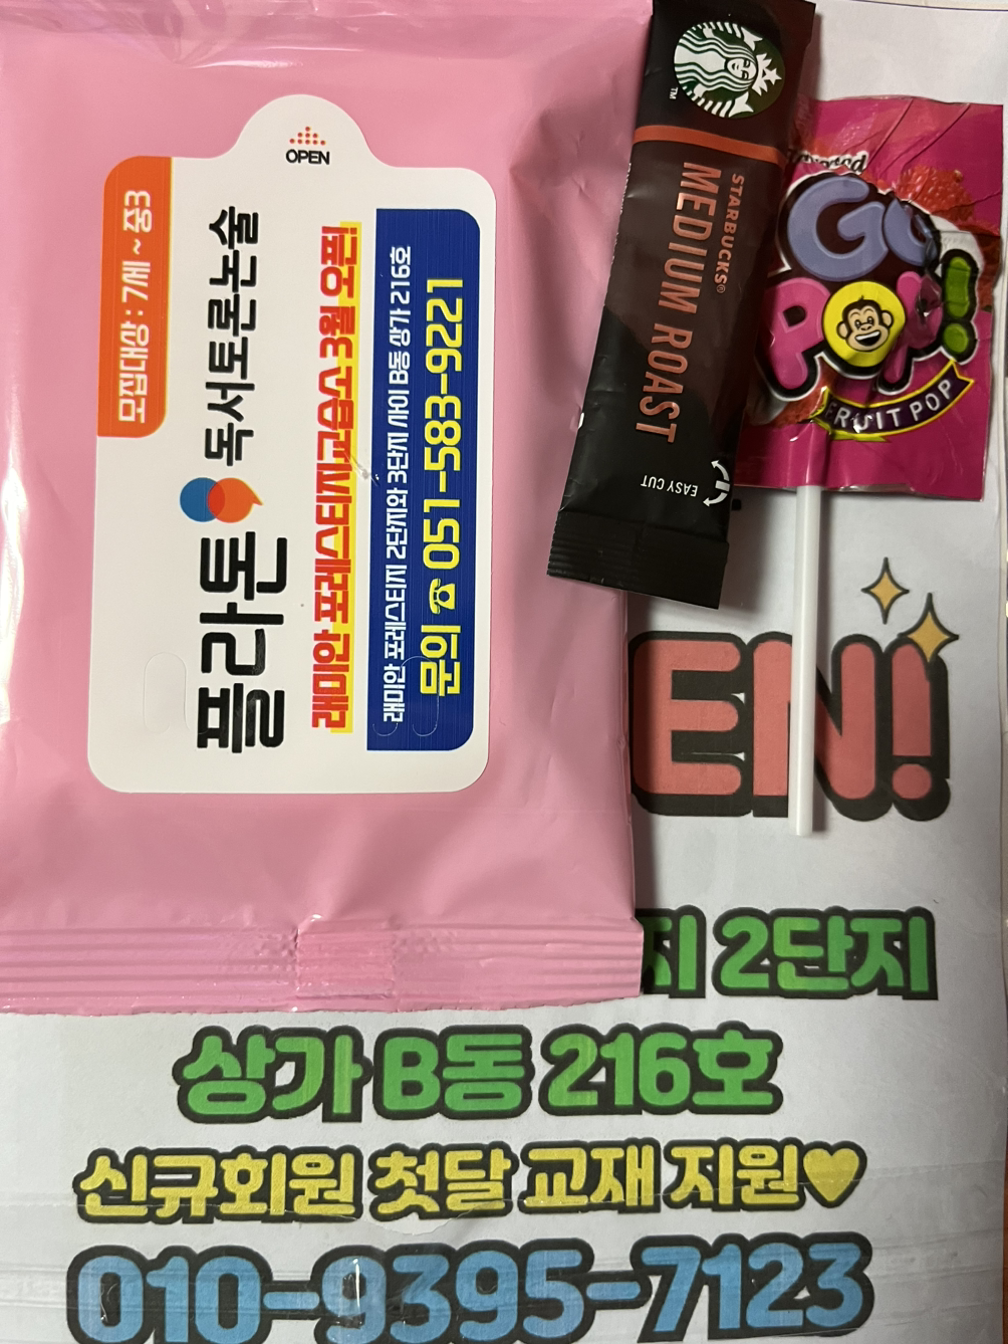 OPEN
모집대상 : 7세 ~ 중3
플라톤 독서토론논술
래미안 포레스티지교습소 3월 오픈!
래미안 포레스티지 2단지와 3단지 사이 B동 상가 216호
문의 ☎ 051-583-9221
STARBUCKS®
MEDIUM ROAST
EASY CUT
TM
GO
POP!
FRUIT POP
EN!
지 2단지
상가 B동 216호
신규회원 첫달 교재 지원♥
010-9395-7123